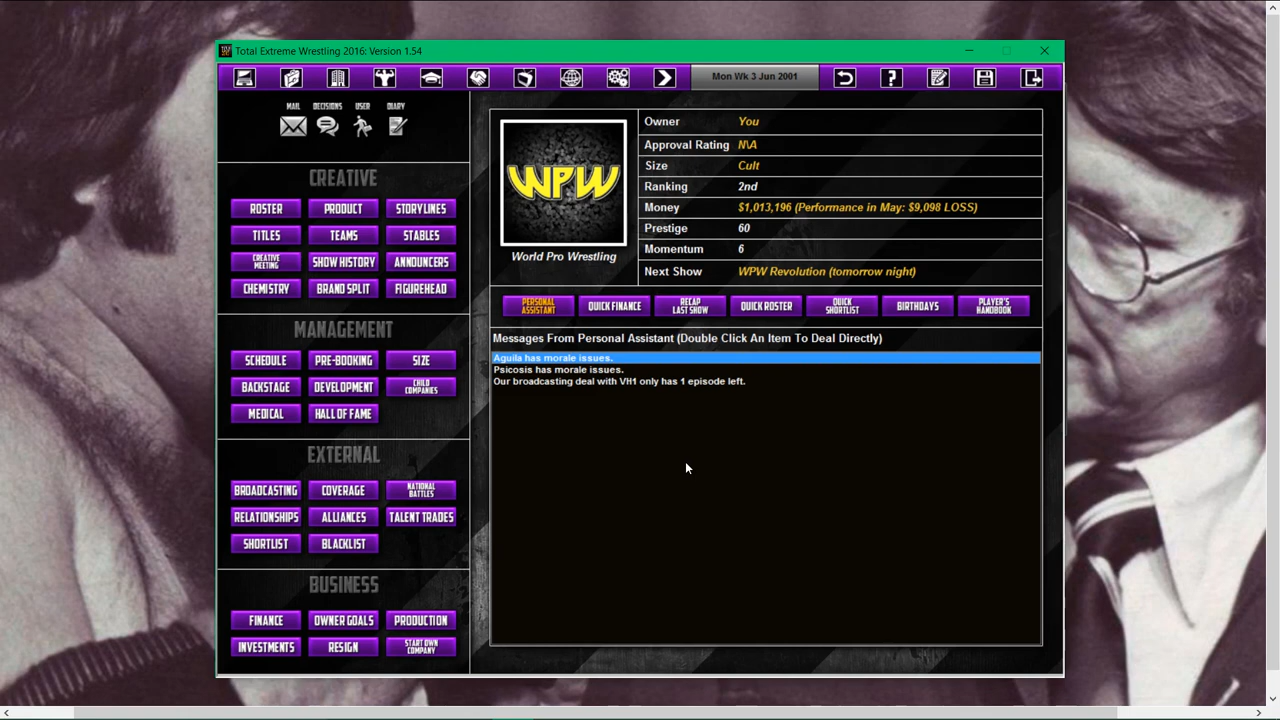 Total Extreme Wrestling 2016: Version 1.54
Mon Wk 3 Jun 2001
MAIL DECISIONS USER DIARY
CREATIVE
ROSTER PRODUCT STORYLINES
TITLES TEAMS STABLES
CREATIVE MEETING SHOW HISTORY ANNOUNCERS
CHEMISTRY BRAND SPLIT FIGUREHEAD
MANAGEMENT
SCHEDULE PRE-BOOKING SIZE
BACKSTAGE DEVELOPMENT CHILD COMPANIES
MEDICAL HALL OF FAME
EXTERNAL
BROADCASTING COVERAGE NATIONAL BATTLES
RELATIONSHIPS ALLIANCES TALENT TRADES
SHORTLIST BLACKLIST
BUSINESS
FINANCE OWNER GOALS PRODUCTION
INVESTMENTS RESIGN START OWN COMPANY
WPW
World Pro Wrestling
Owner You
Approval Rating N\A
Size Cult
Ranking 2nd
Money $1,013,196 (Performance in May: $9,098 LOSS)
Prestige 60
Momentum 6
Next Show WPW Revolution (tomorrow night)
PERSONAL ASSISTANT QUICK FINANCE RECAP LAST SHOW QUICK ROSTER QUICK SHORTLIST BIRTHDAYS PLAYER'S HANDBOOK
Messages From Personal Assistant (Double Click An Item To Deal Directly)
Aguila has morale issues.
Psicosis has morale issues.
Our broadcasting deal with VH1 only has 1 episode left.